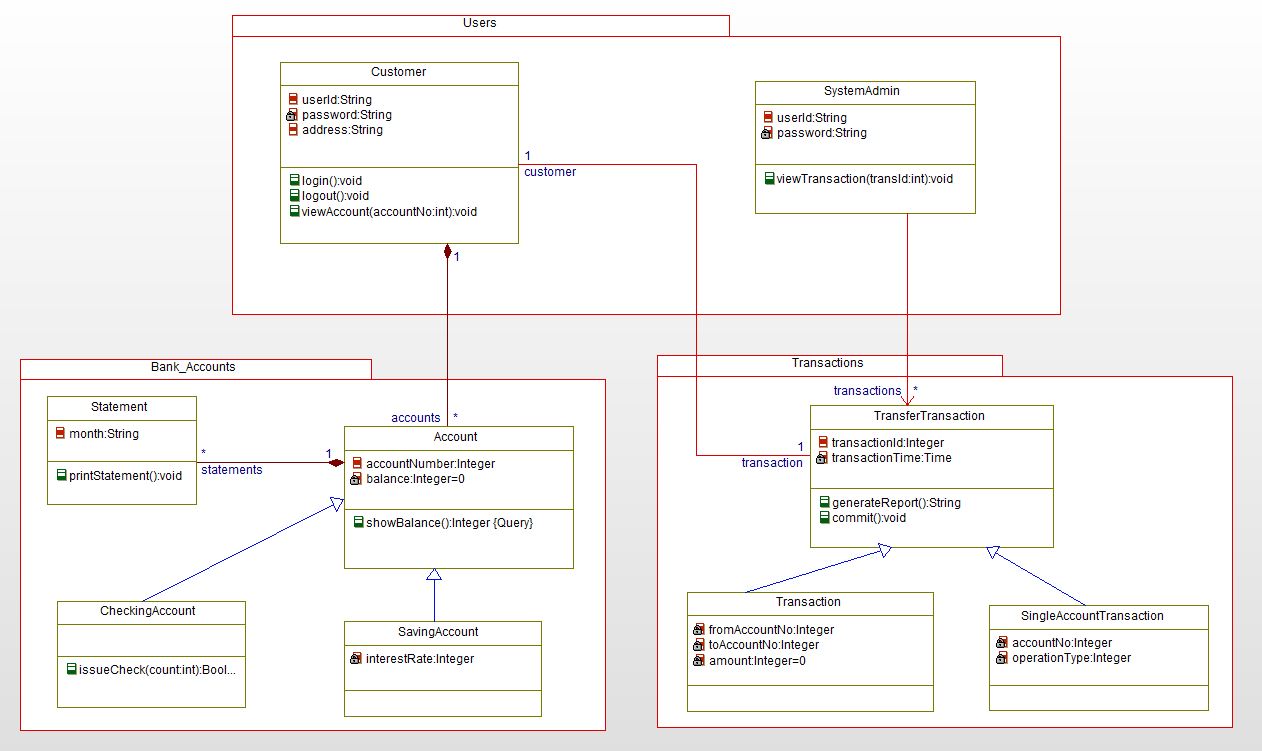 Users
Customer
userId:String
password:String
address:String
login():void
logout():void
viewAccount(accountNo:int):void
SystemAdmin
userId:String
password:String
viewTransaction(transId:int):void
1
customer
1
Bank_Accounts
Statement
month:String
printStatement():void
*
statements
1
accounts *
Account
accountNumber:Integer
balance:Integer=0
showBalance():Integer {Query}
CheckingAccount
issueCheck(count:int):Bool...
SavingAccount
interestRate:Integer
Transactions
transactions *
1
transaction
TransferTransaction
transactionId:Integer
transactionTime:Time
generateReport():String
commit():void
Transaction
fromAccountNo:Integer
toAccountNo:Integer
amount:Integer=0
SingleAccountTransaction
accountNo:Integer
operationType:Integer